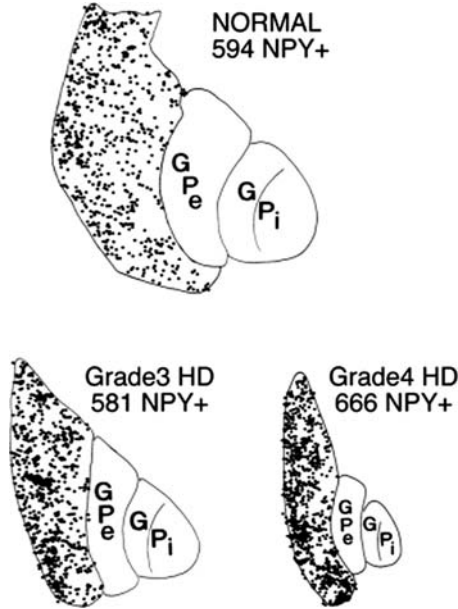 NORMAL
594 NPY+
GPe
GPi
Grade3 HD
581 NPY+
GPe
GPi
Grade4 HD
666 NPY+
GPe
GPi